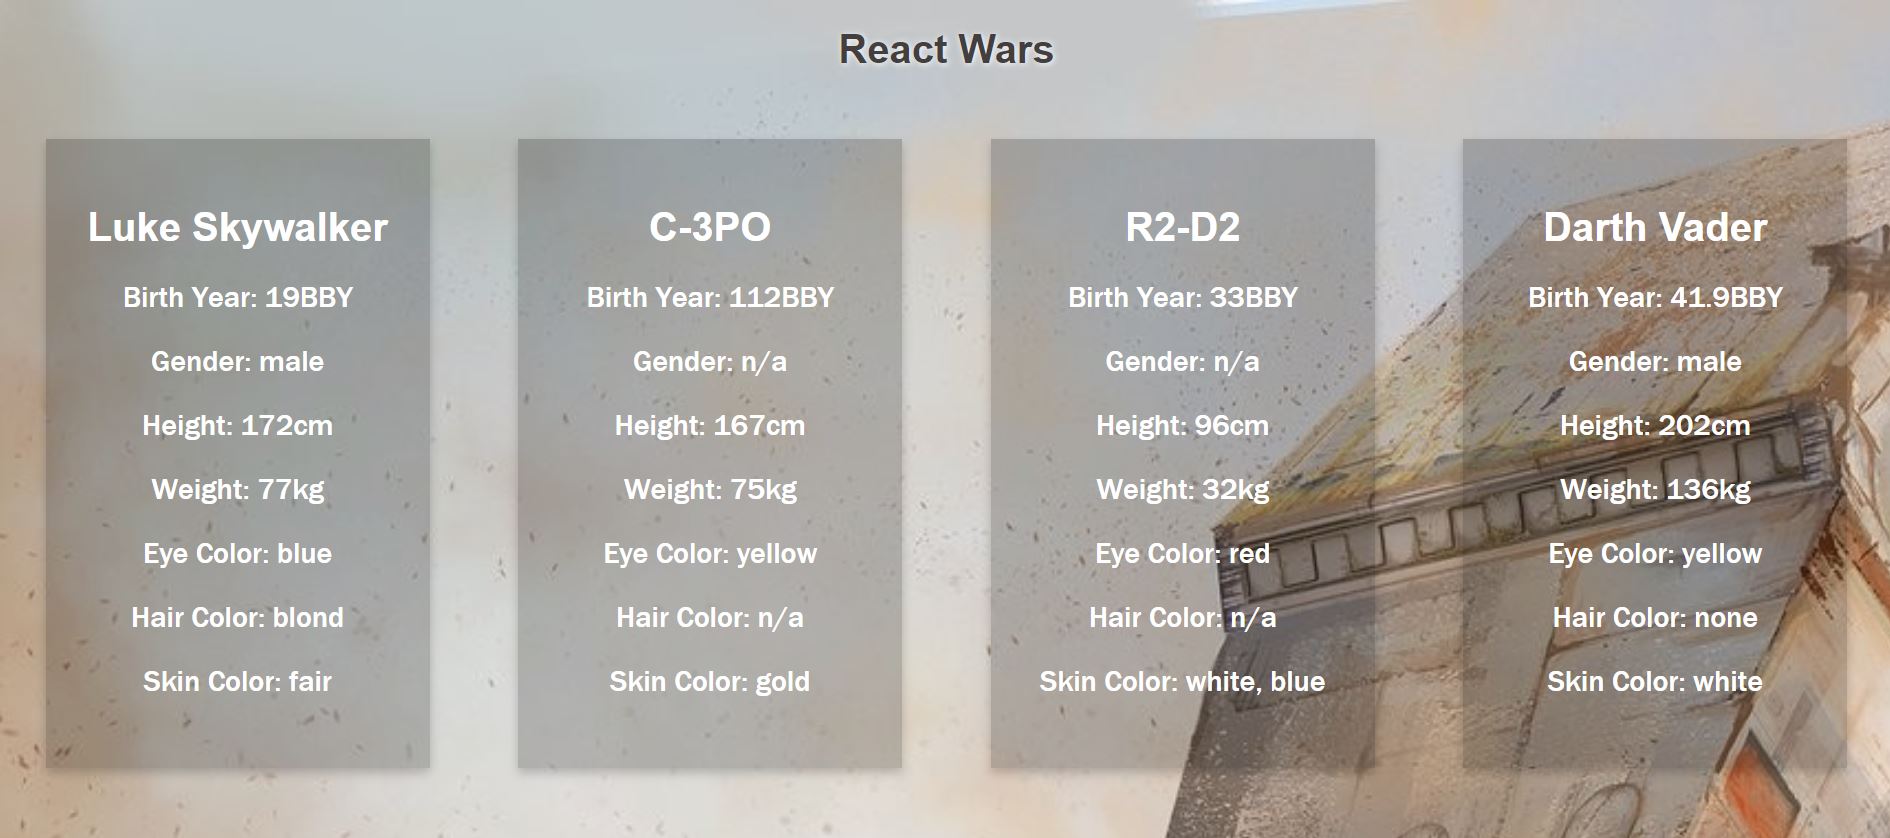 React Wars
Luke Skywalker
Birth Year: 19BBY
Gender: male
Height: 172cm
Weight: 77kg
Eye Color: blue
Hair Color: blond
Skin Color: fair
C-3PO
Birth Year: 112BBY
Gender: n/a
Height: 167cm
Weight: 75kg
Eye Color: yellow
Hair Color: n/a
Skin Color: gold
R2-D2
Birth Year: 33BBY
Gender: n/a
Height: 96cm
Weight: 32kg
Eye Color: red
Hair Color: n/a
Skin Color: white, blue
Darth Vader
Birth Year: 41.9BBY
Gender: male
Height: 202cm
Weight: 136kg
Eye Color: yellow
Hair Color: none
Skin Color: white